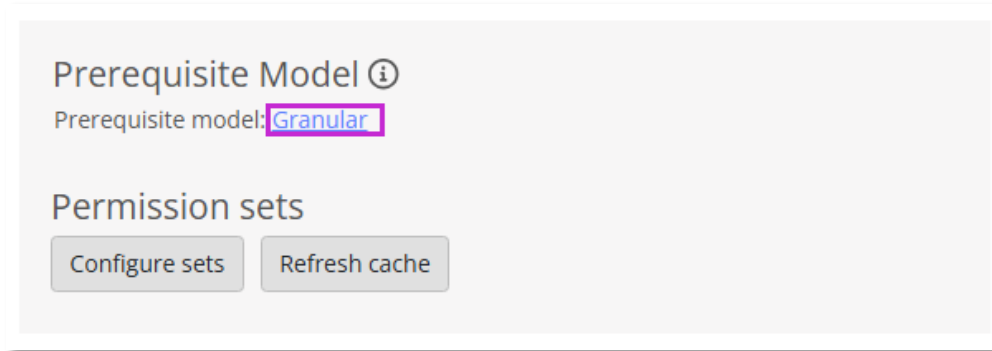 Prerequisite Model
Prerequisite model: Granular
Permission sets
Configure sets
Refresh cache